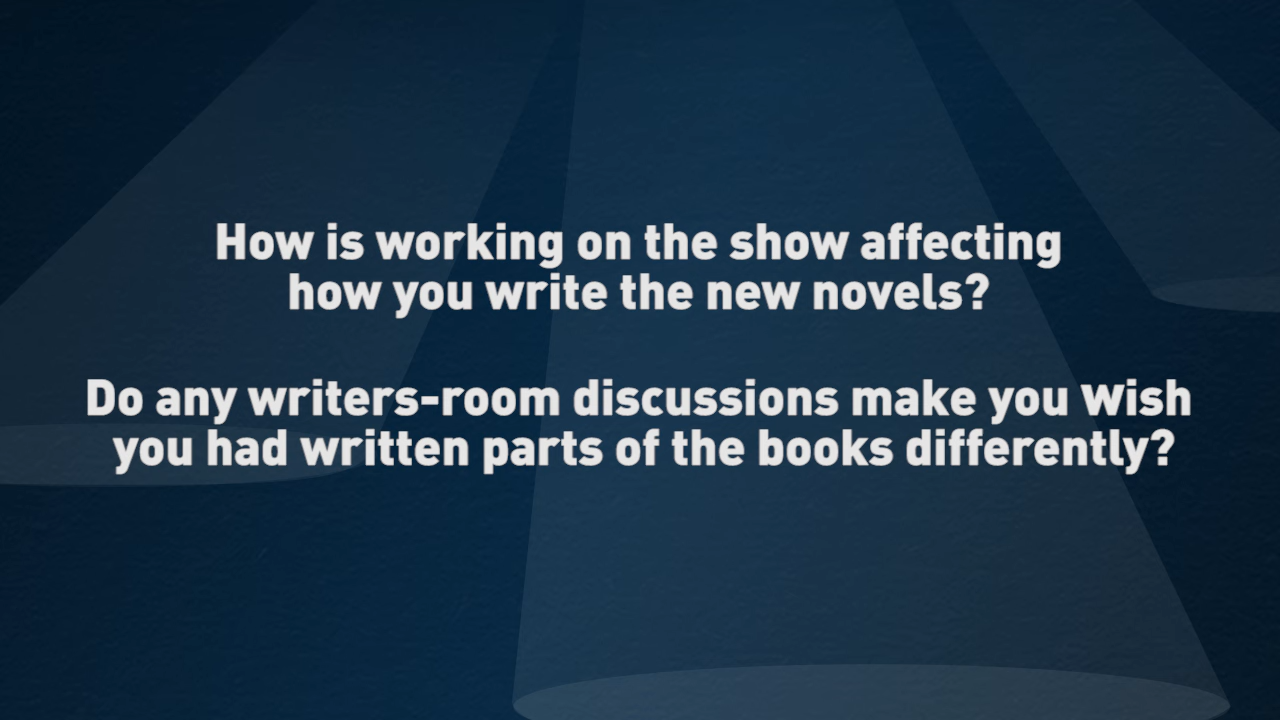 How is working on the show affecting
how you write the new novels?
Do any writers-room discussions make you Wish
you had written parts of the books differently?